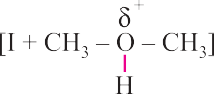 δ+
[I + CH₃ – O – CH₃]
H